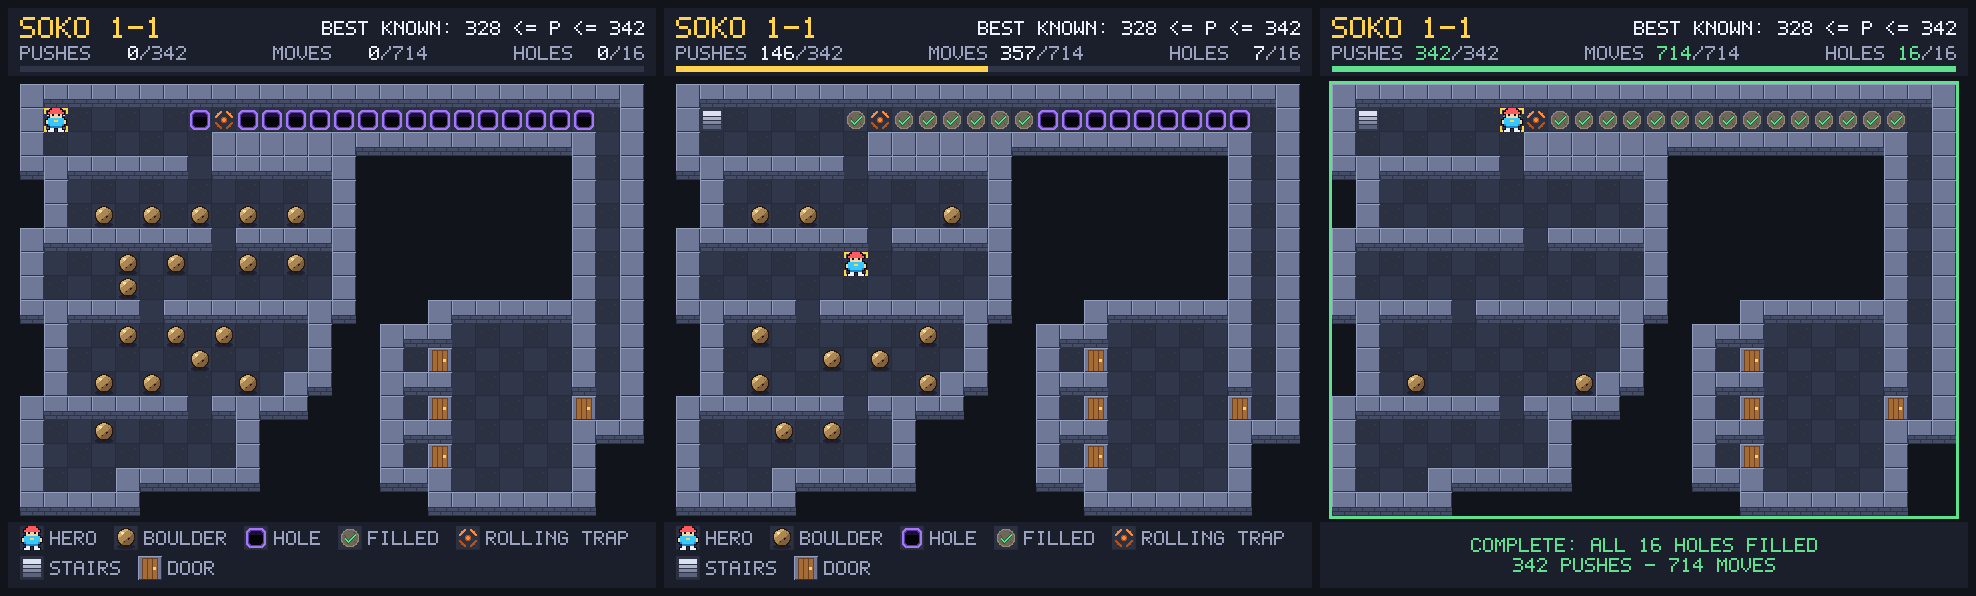 SOKO 1-1 BEST KNOWN: 328 <= P <= 342
PUSHES 0/342 MOVES 0/714 HOLES 0/16
HERO BOULDER HOLE FILLED ROLLING TRAP
STAIRS DOOR
SOKO 1-1 BEST KNOWN: 328 <= P <= 342
PUSHES 146/342 MOVES 357/714 HOLES 7/16
HERO BOULDER HOLE FILLED ROLLING TRAP
STAIRS DOOR
SOKO 1-1 BEST KNOWN: 328 <= P <= 342
PUSHES 342/342 MOVES 714/714 HOLES 16/16
COMPLETE: ALL 16 HOLES FILLED
342 PUSHES - 714 MOVES